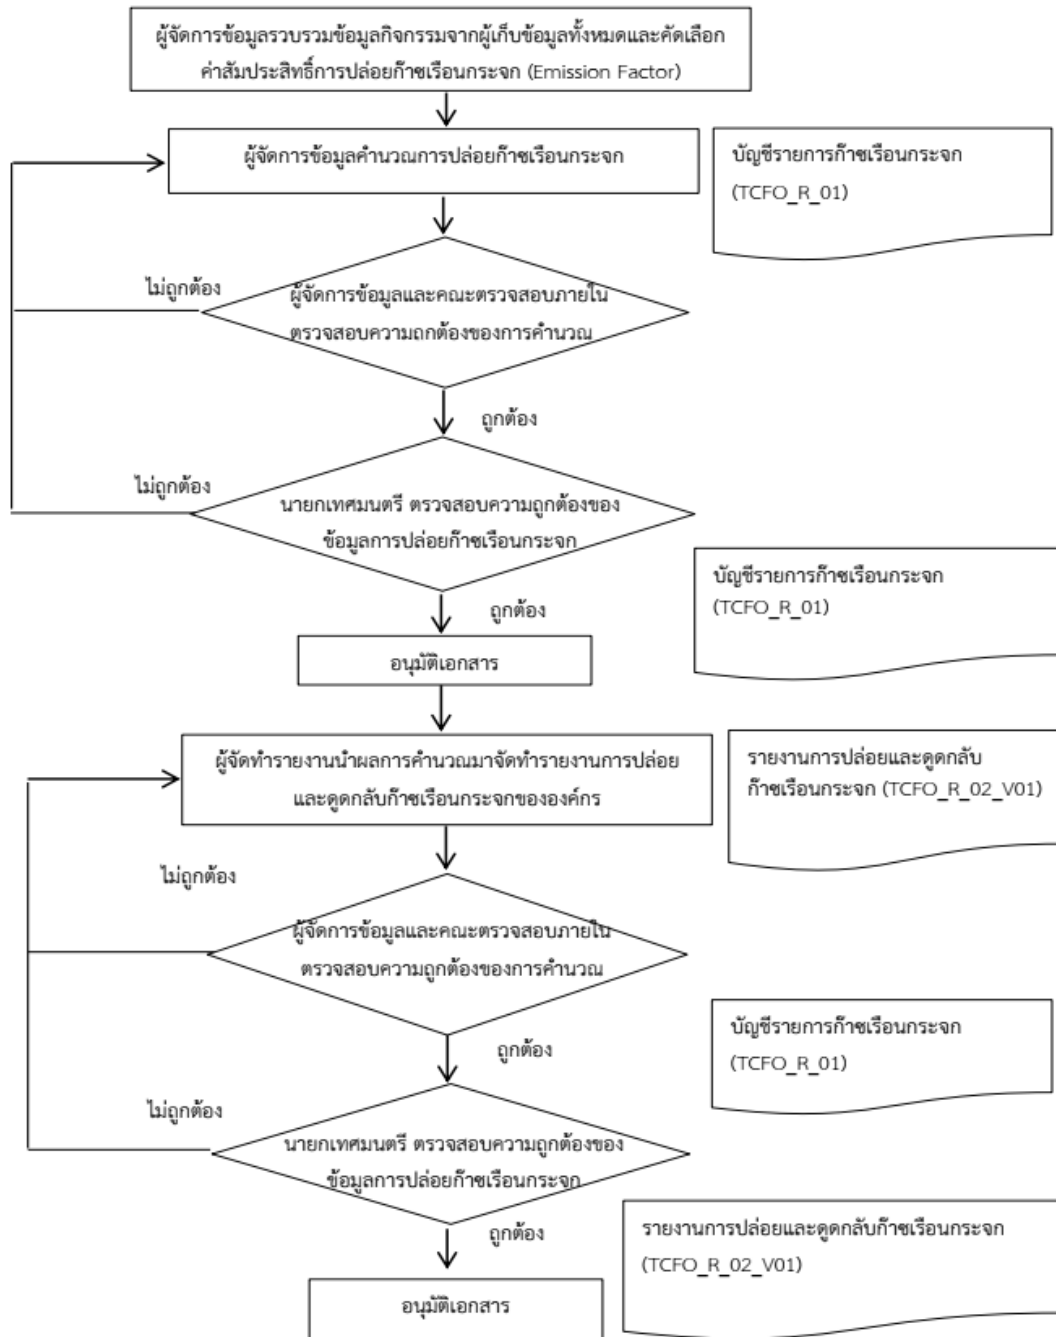 ผู้จัดการข้อมูลรวบรวมข้อมูลกิจกรรมจากผู้เก็บข้อมูลทั้งหมดและคัดเลือก
ค่าสัมประสิทธิ์การปล่อยก๊าซเรือนกระจก (Emission Factor)
ผู้จัดการข้อมูลคำนวณการปล่อยก๊าซเรือนกระจก
บัญชีรายการก๊าซเรือนกระจก
(TCFO_R_01)
ไม่ถูกต้อง
ผู้จัดการข้อมูลและคณะตรวจสอบภายใน
ตรวจสอบความถูกต้องของการคำนวณ
ถูกต้อง
ไม่ถูกต้อง
นายกเทศมนตรี ตรวจสอบความถูกต้องของ
ข้อมูลการปล่อยก๊าซเรือนกระจก
บัญชีรายการก๊าซเรือนกระจก
(TCFO_R_01)
ถูกต้อง
อนุมัติเอกสาร
ผู้จัดทำรายงานนำผลการคำนวณมาจัดทำรายงานการปล่อย
และดูดกลับก๊าซเรือนกระจกขององค์กร
รายงานการปล่อยและดูดกลับ
ก๊าซเรือนกระจก (TCFO_R_02_V01)
ไม่ถูกต้อง
ผู้จัดการข้อมูลและคณะตรวจสอบภายใน
ตรวจสอบความถูกต้องของการคำนวณ
บัญชีรายการก๊าซเรือนกระจก
(TCFO_R_01)
ถูกต้อง
ไม่ถูกต้อง
นายกเทศมนตรี ตรวจสอบความถูกต้องของ
ข้อมูลการปล่อยก๊าซเรือนกระจก
ถูกต้อง
รายงานการปล่อยและดูดกลับก๊าซเรือนกระจก
(TCFO_R_02_V01)
อนุมัติเอกสาร